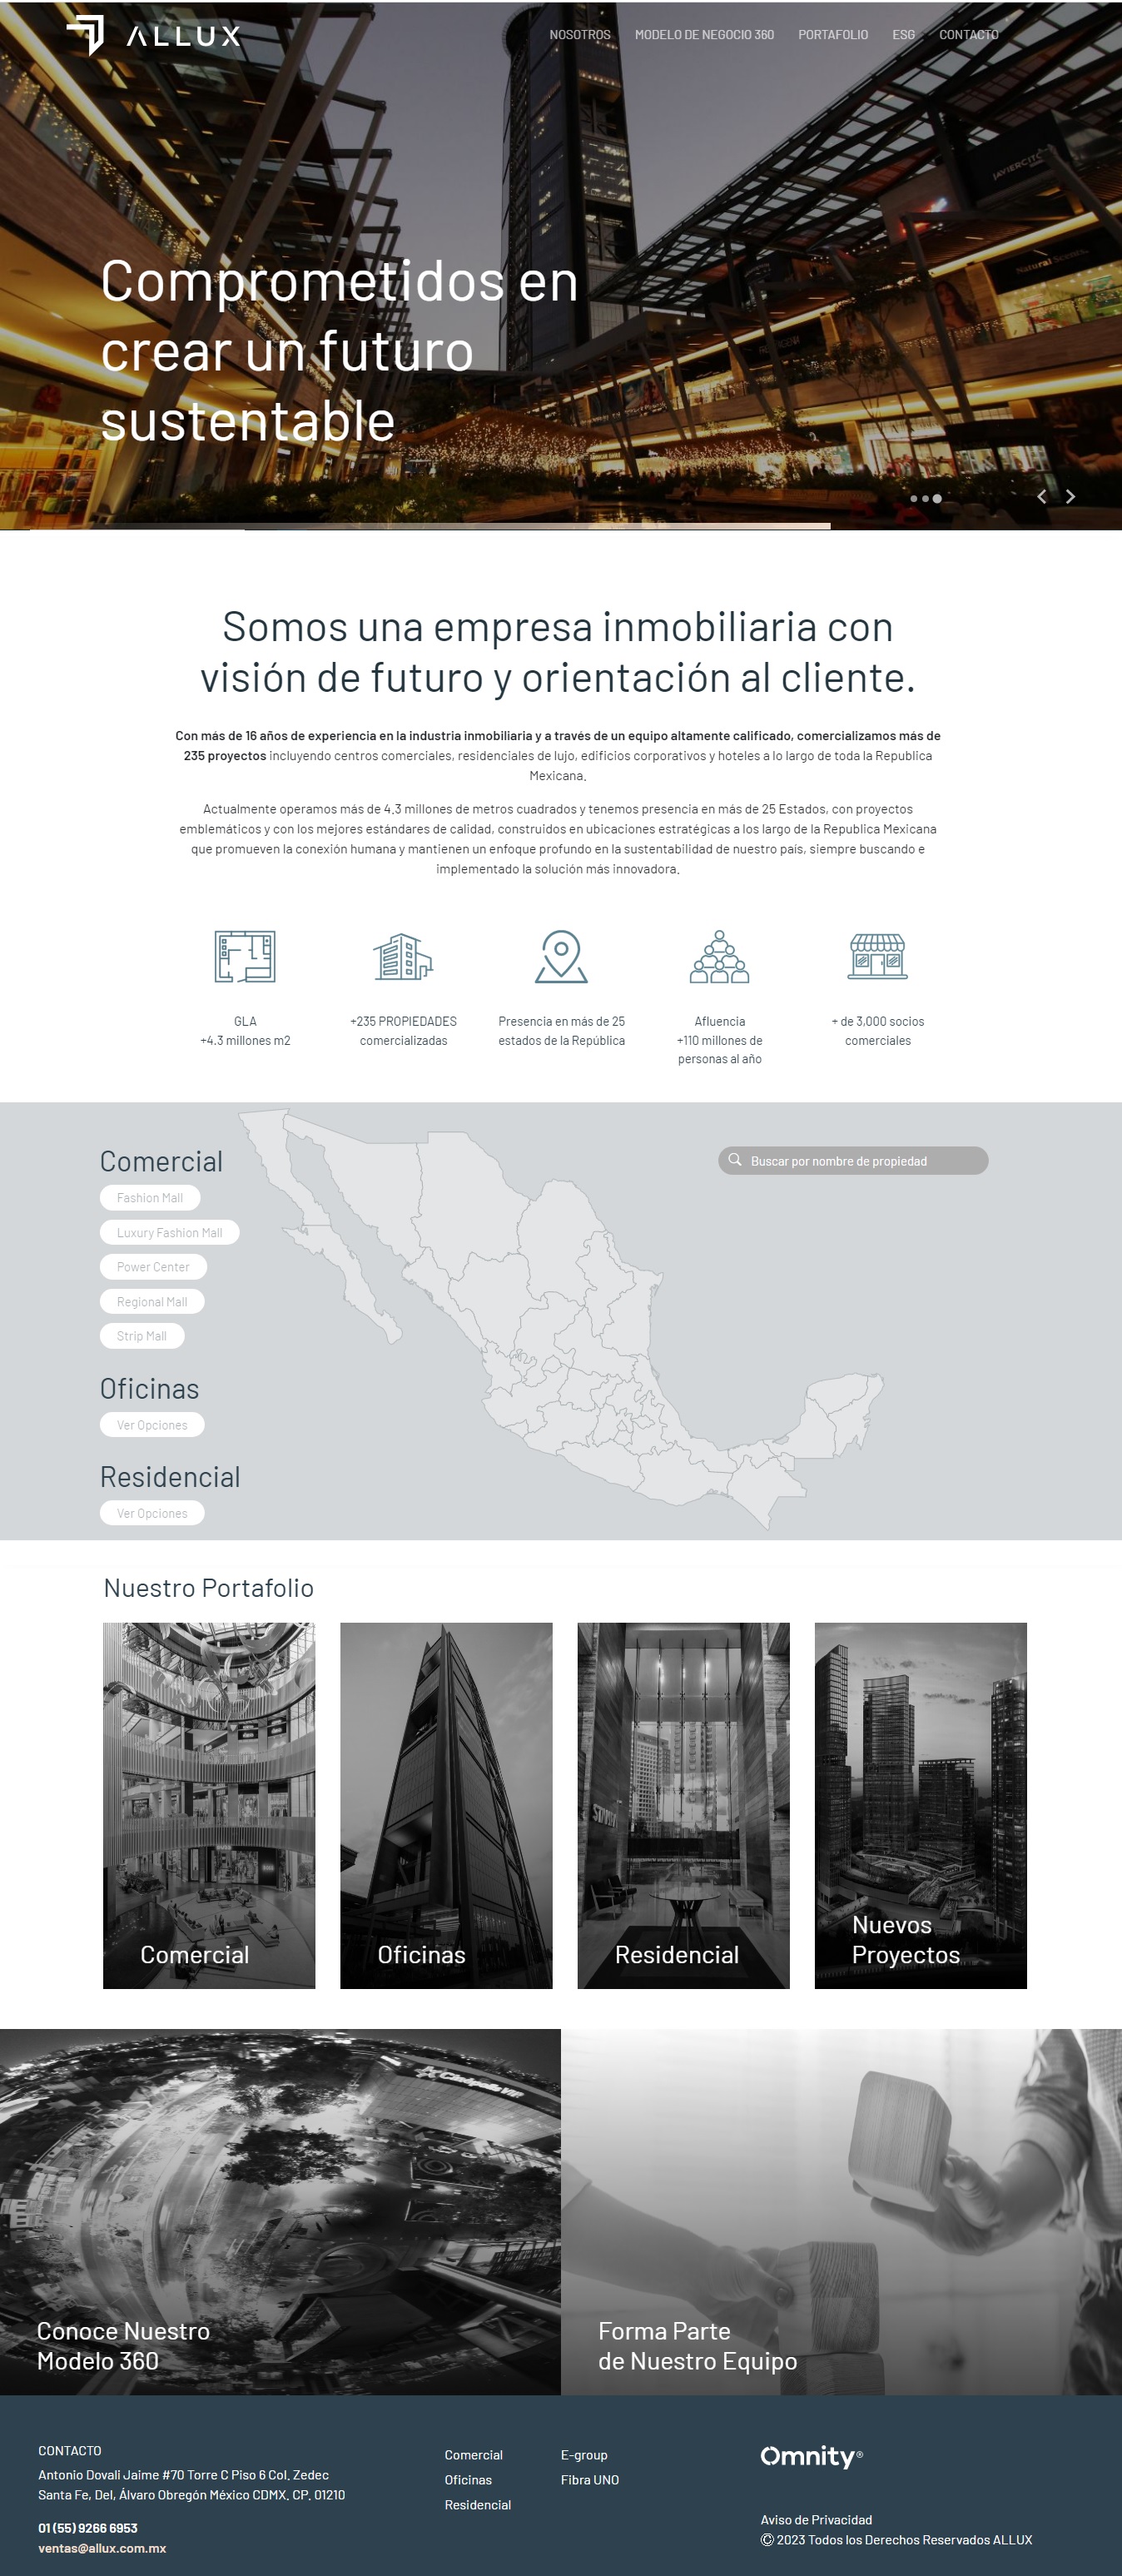 ALLUX
NOSOTROS
MODELO DE NEGOCIO 360
PORTAFOLIO
ESG
CONTACTO
JAVIERCITO
Natural Scenes.
Comprometidos en
crear un futuro
sustentable
Somos una empresa inmobiliaria con
visión de futuro y orientación al cliente.
Con más de 16 años de experiencia en la industria inmobiliaria y a través de un equipo altamente calificado, comercializamos más de
235 proyectos incluyendo centros comerciales, residenciales de lujo, edificios corporativos y hoteles a lo largo de toda la Republica
Mexicana.
Actualmente operamos más de 4.3 millones de metros cuadrados y tenemos presencia en más de 25 Estados, con proyectos
emblemáticos y con los mejores estándares de calidad, construidos en ubicaciones estratégicas a los largo de la Republica Mexicana
que promueven la conexión humana y mantienen un enfoque profundo en la sustentabilidad de nuestro país, siempre buscando e
implementado la solución más innovadora.
GLA
+4.3 millones m2
+235 PROPIEDADES
comercializadas
Presencia en más de 25
estados de la República
Afluencia
+110 millones de
personas al año
+ de 3,000 socios
comerciales
Comercial
Fashion Mall
Luxury Fashion Mall
Power Center
Regional Mall
Strip Mall
Oficinas
Ver Opciones
Residencial
Ver Opciones
Buscar por nombre de propiedad
Nuestro Portafolio
Comercial
Oficinas
Residencial
Nuevos
Proyectos
Cinépolis VIP
Conoce Nuestro
Modelo 360
Forma Parte
de Nuestro Equipo
CONTACTO
Antonio Dovali Jaime #70 Torre C Piso 6 Col. Zedec
Santa Fe, Del, Álvaro Obregón México CDMX. CP. 01210
01 (55) 9266 6953
ventas@allux.com.mx
Comercial
Oficinas
Residencial
E-group
Fibra UNO
Omnity®
Aviso de Privacidad
© 2023 Todos los Derechos Reservados ALLUX